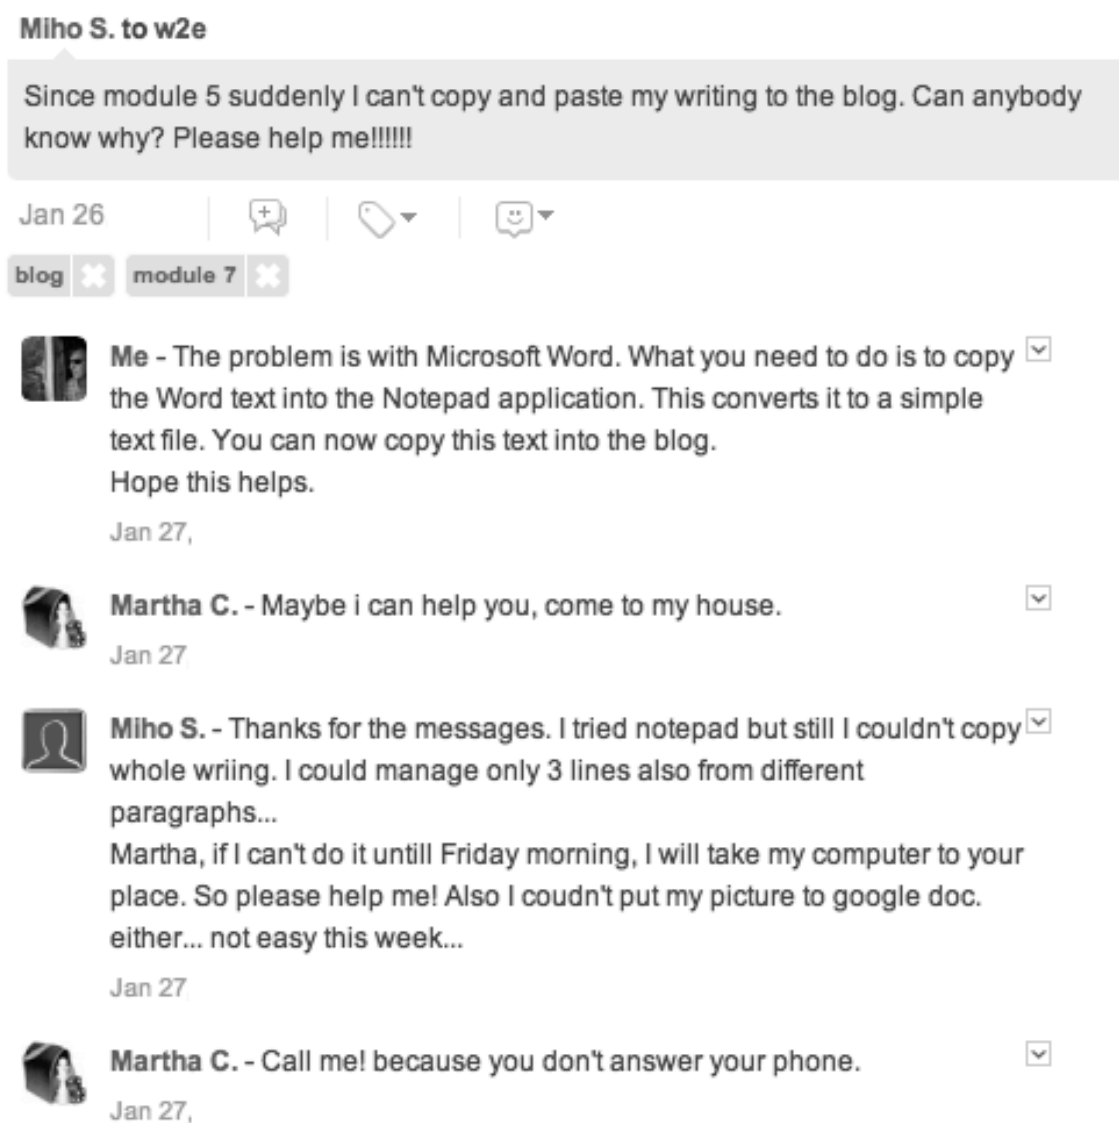 Miho S. to w2e
Since module 5 suddenly I can't copy and paste my writing to the blog. Can anybody
know why? Please help me!!!!!!
Jan 26
blog module 7
Me - The problem is with Microsoft Word. What you need to do is to copy
the Word text into the Notepad application. This converts it to a simple
text file. You can now copy this text into the blog.
Hope this helps.
Jan 27,
Martha C. - Maybe i can help you, come to my house.
Jan 27
Miho S. - Thanks for the messages. I tried notepad but still I couldn't copy
whole wriing. I could manage only 3 lines also from different
paragraphs...
Martha, if I can't do it untill Friday morning, I will take my computer to your
place. So please help me! Also I coudn't put my picture to google doc.
either... not easy this week...
Jan 27
Martha C. - Call me! because you don't answer your phone.
Jan 27,